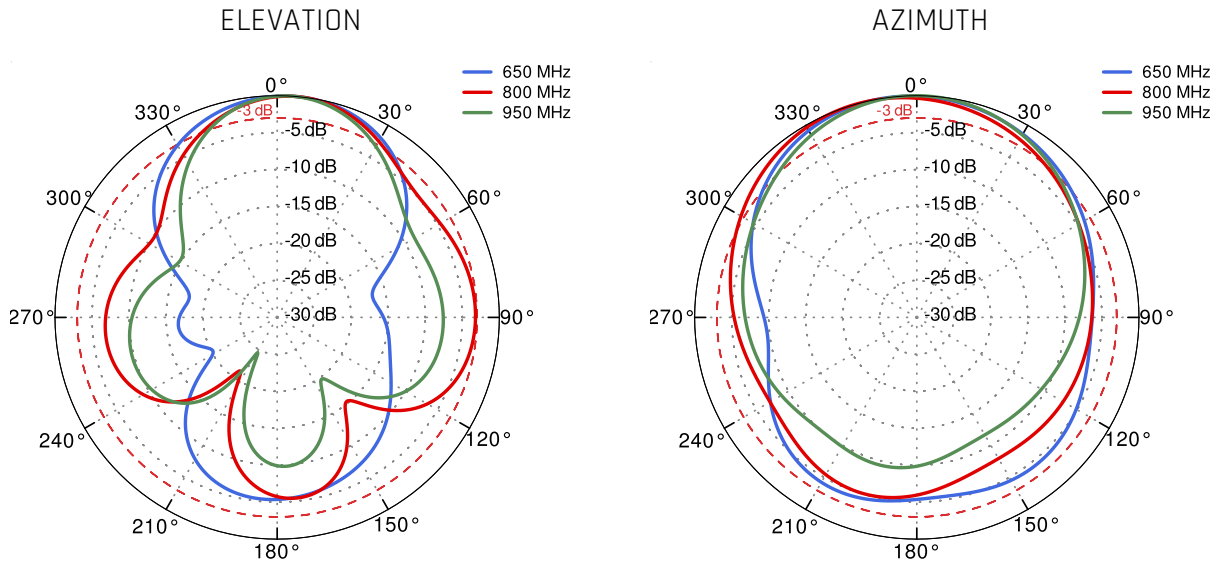 ELEVATION
650 MHz
800 MHz
950 MHz
0°
330°
30°
-3 dB
-5 dB
-10 dB
300°
60°
-15 dB
-20 dB
-25 dB
270°
-30 dB
90°
240°
120°
210°
150°
180°
AZIMUTH
650 MHz
800 MHz
950 MHz
0°
330°
30°
-3 dB
-5 dB
-10 dB
300°
60°
-15 dB
-20 dB
-25 dB
270°
-30 dB
90°
240°
120°
210°
150°
180°